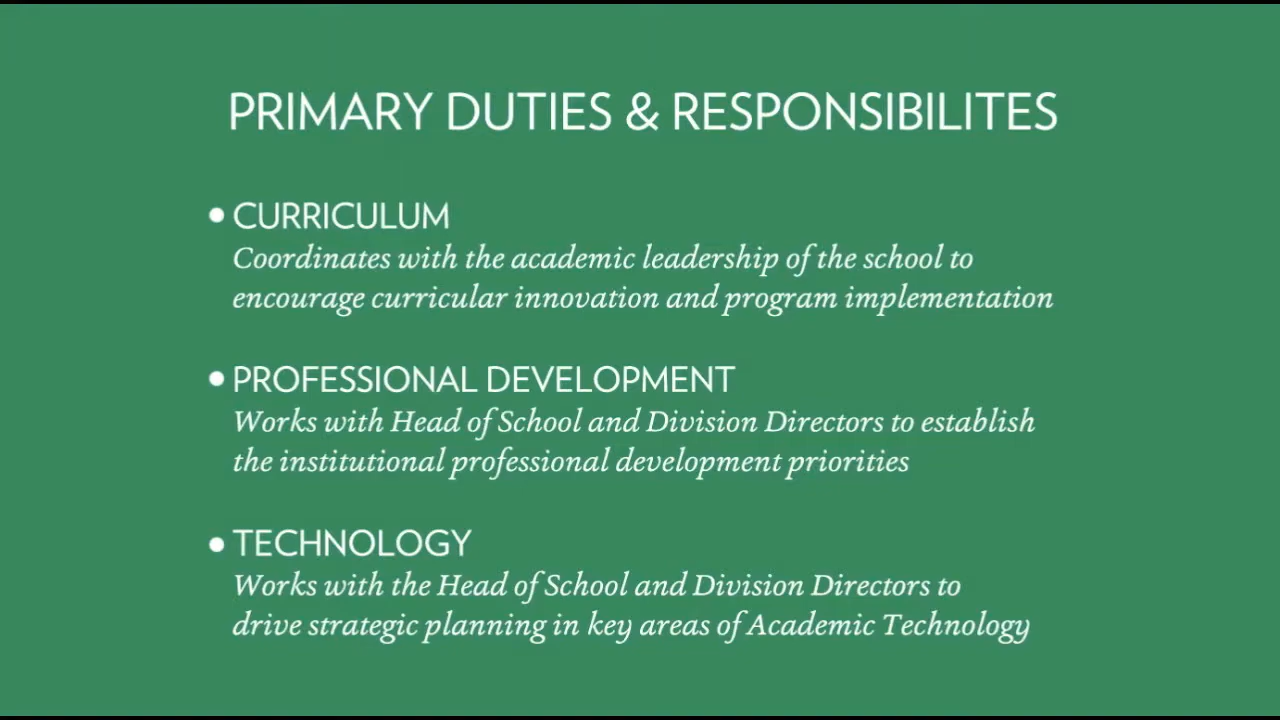 PRIMARY DUTIES & RESPONSIBILITES
• CURRICULUM
Coordinates with the academic leadership of the school to
encourage curricular innovation and program implementation
• PROFESSIONAL DEVELOPMENT
Works with Head of School and Division Directors to establish
the institutional professional development priorities
• TECHNOLOGY
Works with the Head of School and Division Directors to
drive strategic planning in key areas of Academic Technology